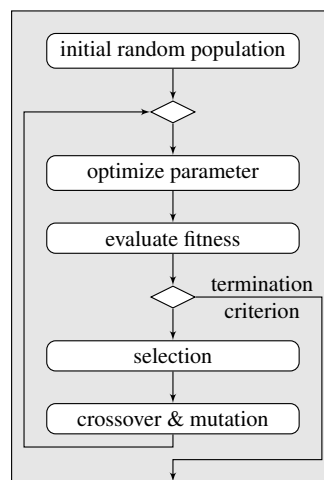 initial random population
optimize parameter
evaluate fitness
termination
criterion
selection
crossover & mutation